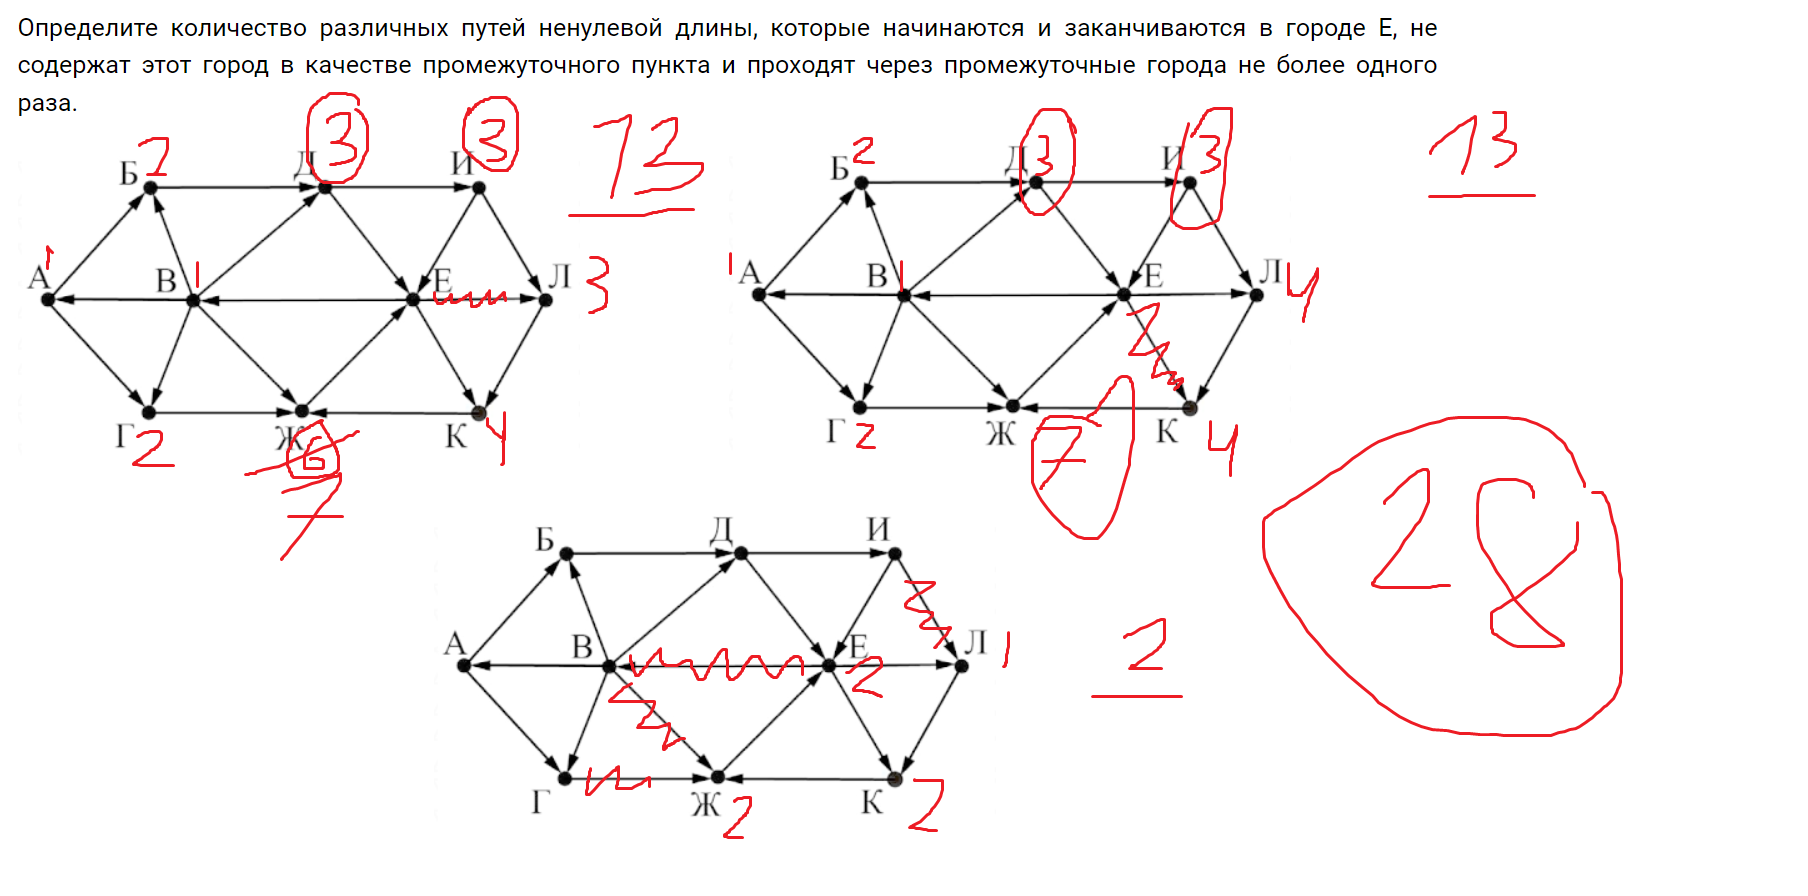 Определите количество различных путей ненулевой длины, которые начинаются и заканчиваются в городе Е, не
содержат этот город в качестве промежуточного пункта и проходят через промежуточные города не более одного
раза.
Б 2 Д 3 И 3 13
А 1 В 1 Е Л 3
Г 2 Ж 6 К 4
7
Б 2 Д 3 И 3 13
1 А В 1 Е Л 4
Г 2 Ж 7 К 4
28
Б Д И
А В Е 2 Л 1 2
Г Ж 2 К 2